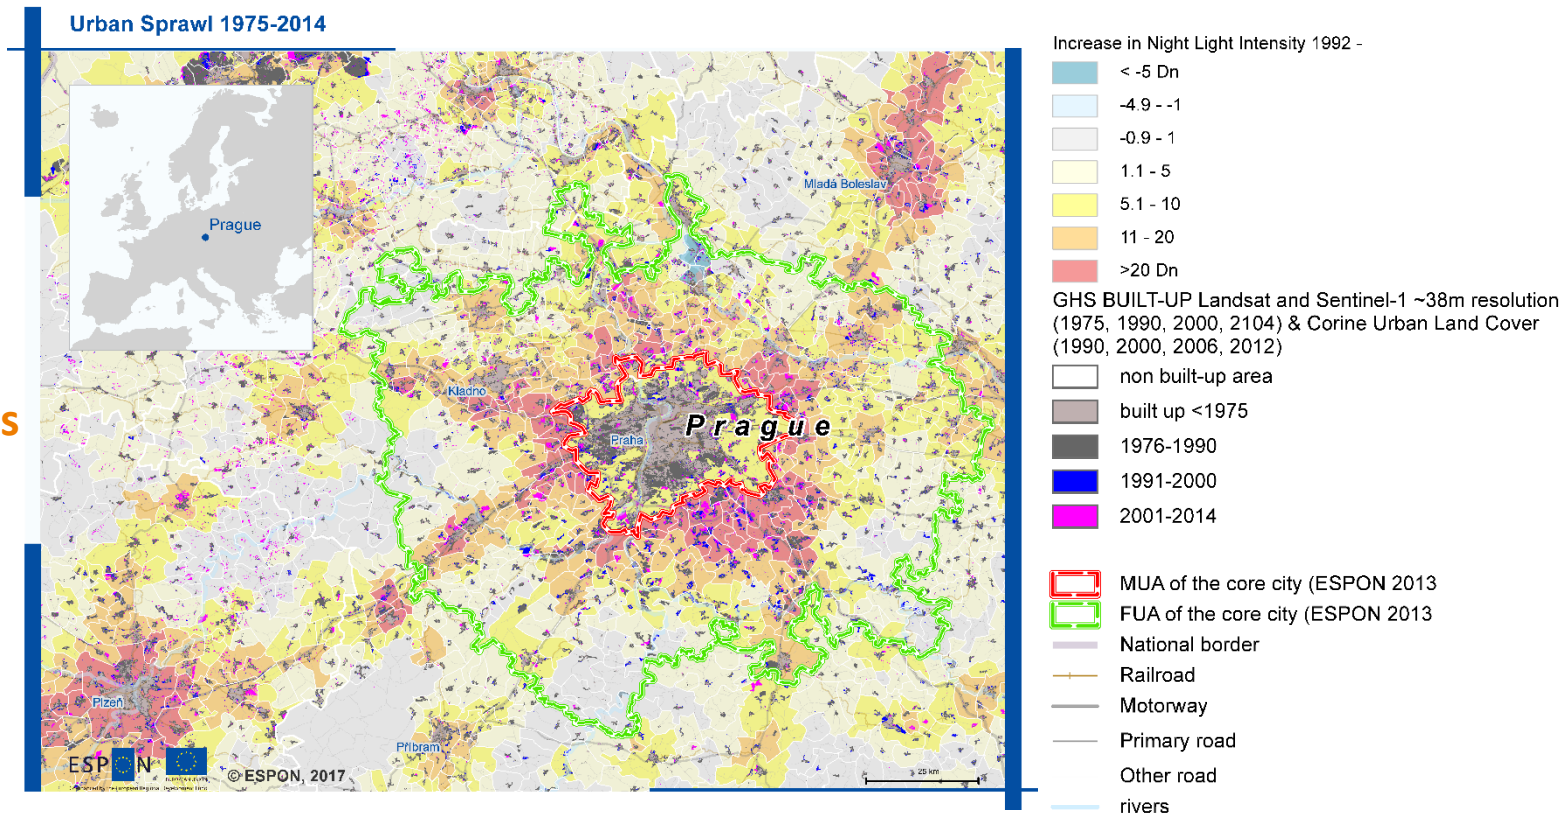 Urban Sprawl 1975-2014
Prague
Mladá Boleslav
Kladno
Praha
Prague
Plzeň
Příbram
ESPON
© ESPON, 2017
25 km
s
Increase in Night Light Intensity 1992 -
< -5 Dn
-4.9 - -1
-0.9 - 1
1.1 - 5
5.1 - 10
11 - 20
>20 Dn
GHS BUILT-UP Landsat and Sentinel-1 ~38m resolution
(1975, 1990, 2000, 2104) & Corine Urban Land Cover
(1990, 2000, 2006, 2012)
non built-up area
built up <1975
1976-1990
1991-2000
2001-2014
MUA of the core city (ESPON 2013
FUA of the core city (ESPON 2013
National border
Railroad
Motorway
Primary road
Other road
rivers